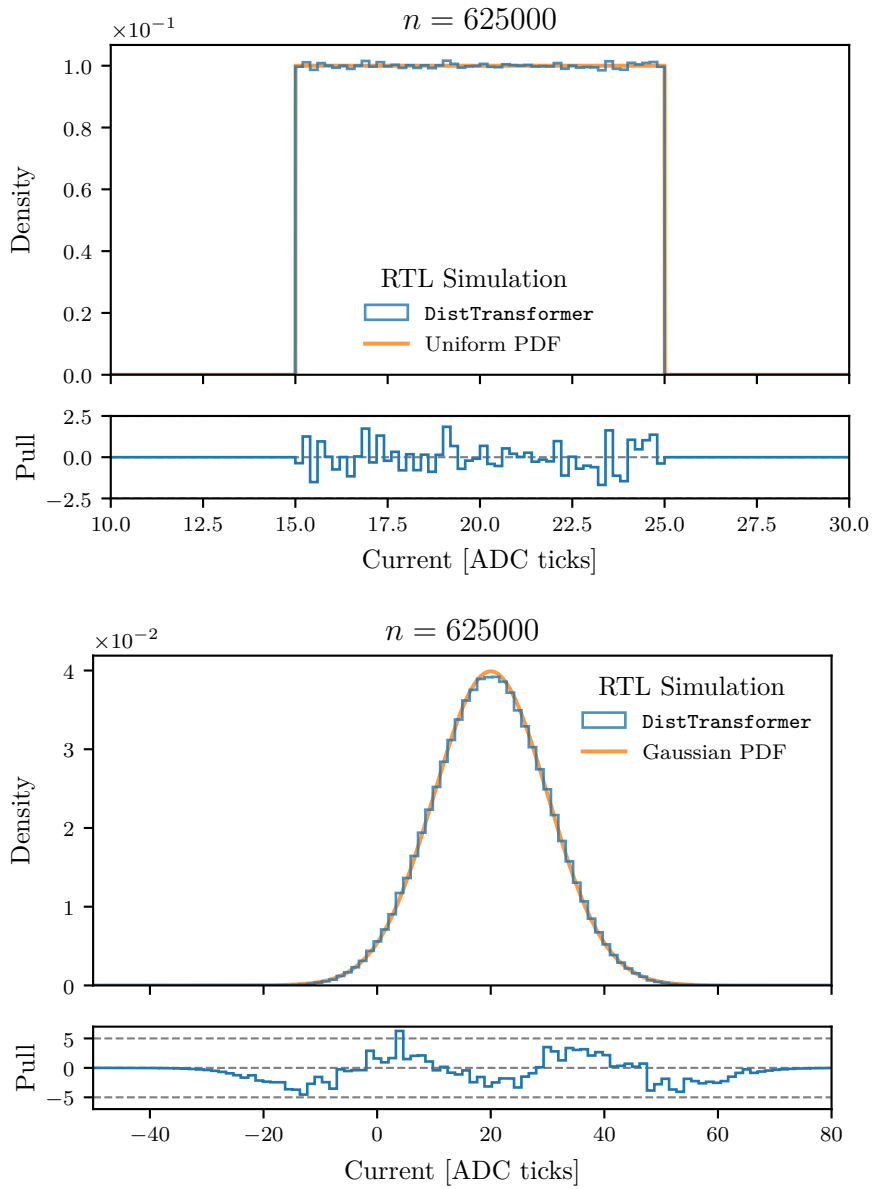 n = 625000
×10⁻¹
1.0
0.8
0.6
0.4
0.2
0.0
Density
RTL Simulation
DistTransformer
Uniform PDF
2.5
0.0
−2.5
Pull
10.0 12.5 15.0 17.5 20.0 22.5 25.0 27.5 30.0
Current [ADC ticks]
n = 625000
×10⁻²
4
3
2
1
0
Density
RTL Simulation
DistTransformer
Gaussian PDF
5
0
−5
Pull
−40 −20 0 20 40 60 80
Current [ADC ticks]